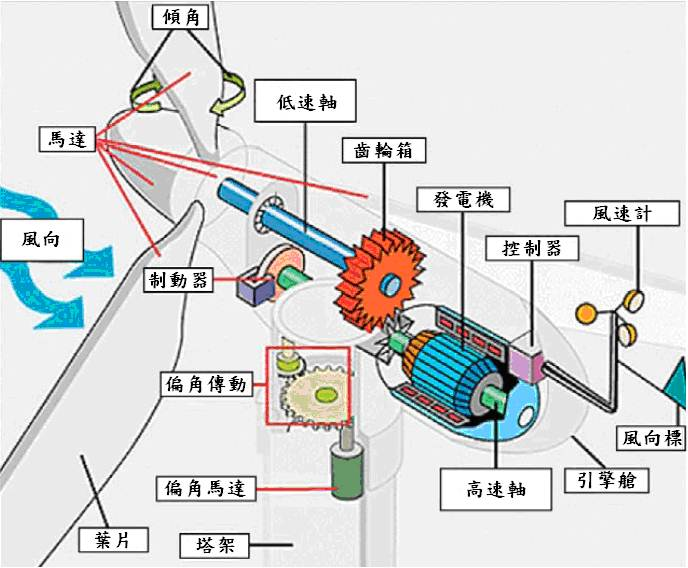 傾角
低速軸
馬達
齒輪箱
發電機
風速計
風向
控制器
制動器
偏角傳動
風向標
偏角馬達
高速軸
引擎艙
葉片
塔架